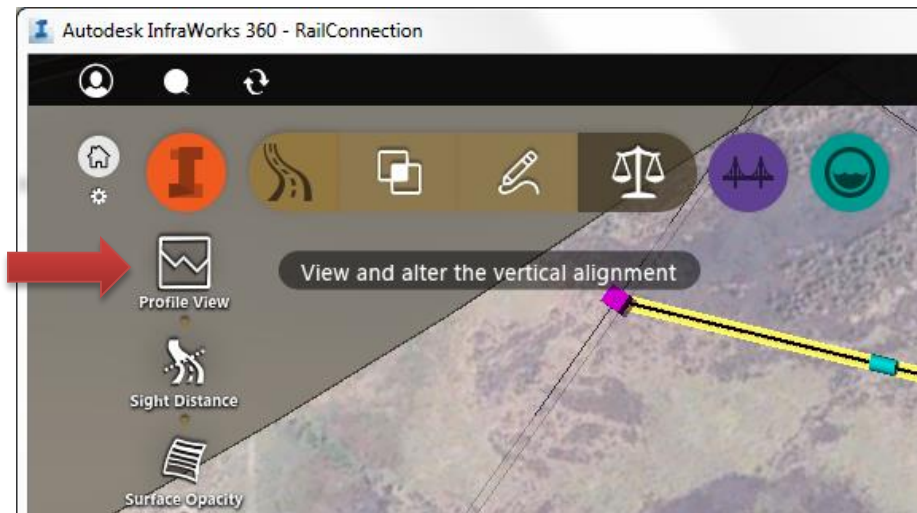 Autodesk InfraWorks 360 - RailConnection
Profile View
View and alter the vertical alignment
Sight Distance
Surface Opacity